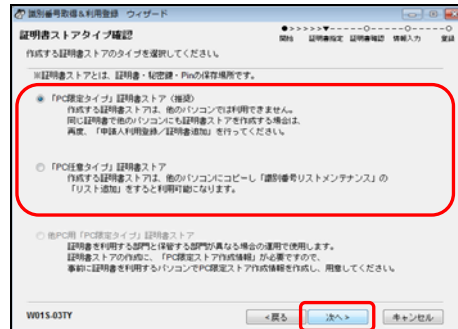 識別番号取得&利用登録 ウィザード
証明書ストアタイプ確認
開始 証明書指定 証明書確認 情報入力 登録
作成する証明書ストアのタイプを選択してください。
※証明書ストアとは、証明書・秘密鍵・Pinの保存場所です。
「PC限定タイプ」証明書ストア (推奨)
作成する証明書ストアは、他のパソコンでは利用できません。
同じ証明書で他のパソコンにも証明書ストアを作成する場合は、
再度、「申請人利用登録/証明書追加」を行ってください。
「PC任意タイプ」証明書ストア
作成する証明書ストアは、他のパソコンにコピーし「識別番号リストメンテナンス」の
「リスト追加」をすると利用可能になります。
他PC用「PC限定タイプ」証明書ストア
証明書を利用する部門と保管する部門が異なる場合の運用で使用します。
証明書ストアの作成に、「PC限定ストア作成情報」が必要ですので、
事前に証明書を利用するパソコンでPC限定ストア作成情報を作成し、用意してください。
W01S-03TY
<戻る
次へ>
キャンセル